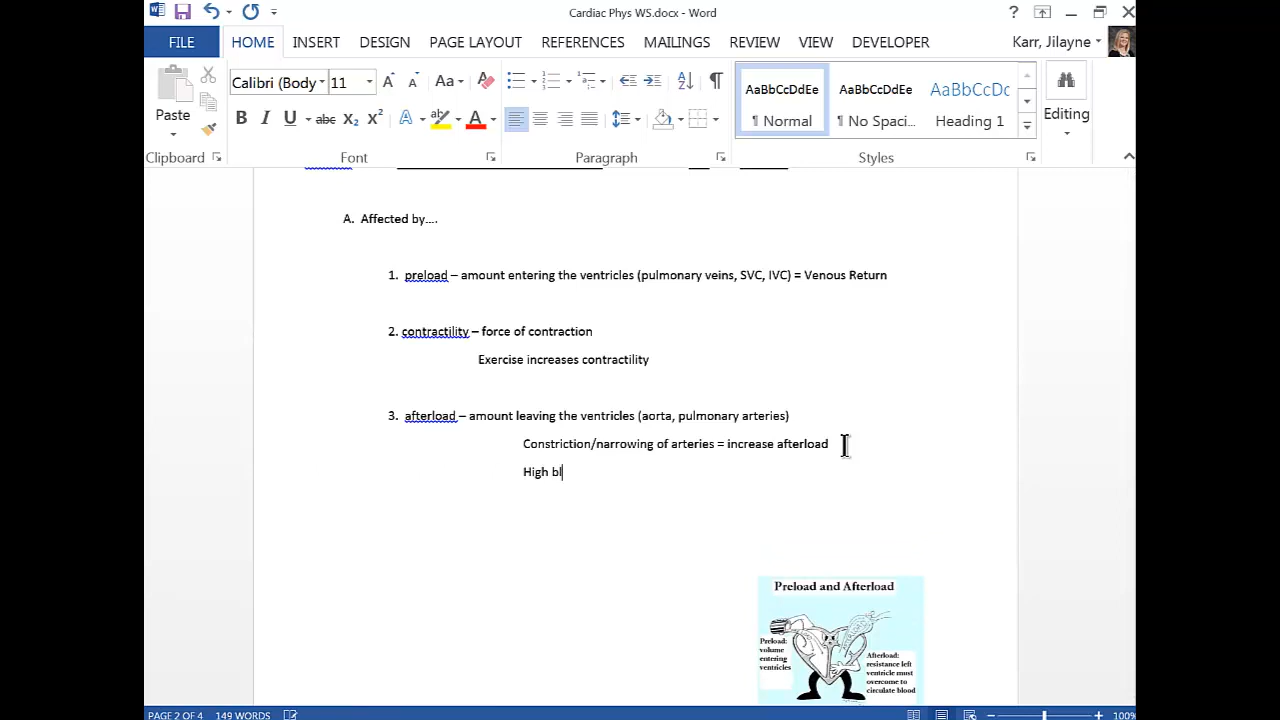 Cardiac Phys WS.docx - Word
?
FILE HOME INSERT DESIGN PAGE LAYOUT REFERENCES MAILINGS REVIEW VIEW DEVELOPER Karr, Jilayne
Calibri (Body 11 A A Aa A
AaBbCcDdEe AaBbCcDdEe AaBbCcDc
Paste B I U abc X2 X2 A A
¶ Normal ¶ No Spaci... Heading 1 Editing
Clipboard Font Paragraph Styles
A. Affected by....
1. preload – amount entering the ventricles (pulmonary veins, SVC, IVC) = Venous Return
2. contractility – force of contraction
Exercise increases contractility
3. afterload – amount leaving the ventricles (aorta, pulmonary arteries)
Constriction/narrowing of arteries = increase afterload
High bl
Preload and Afterload
Preload:
volume
entering
ventricles
Afterload:
resistance left
ventricle must
overcome to
circulate blood
PAGE 2 OF 4 149 WORDS 100%